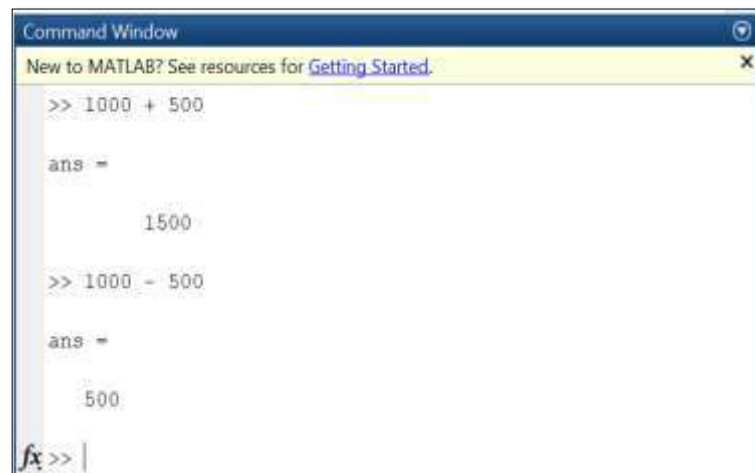 Command Window
New to MATLAB? See resources for Getting Started.
>> 1000 + 500
ans =
1500
>> 1000 - 500
ans =
500
fx >>